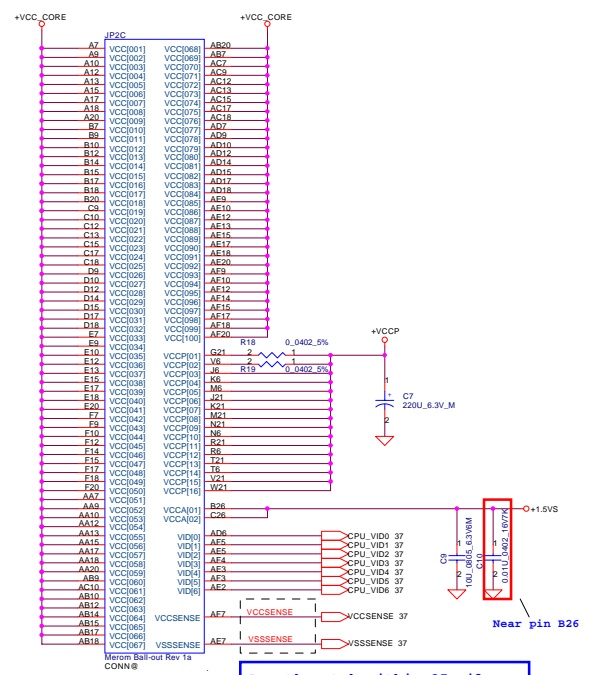 +VCC_CORE +VCC_CORE
JP2C
A7 VCC[001] VCC[068] AB20
A9 VCC[002] VCC[069] AB7
A10 VCC[003] VCC[070] AC7
A12 VCC[004] VCC[071] AC9
A13 VCC[005] VCC[072] AC12
A15 VCC[006] VCC[073] AC13
A17 VCC[007] VCC[074] AC15
A18 VCC[008] VCC[075] AC17
A20 VCC[009] VCC[076] AC18
B7 VCC[010] VCC[077] AD7
B9 VCC[011] VCC[078] AD9
B10 VCC[012] VCC[079] AD10
B12 VCC[013] VCC[080] AD12
B14 VCC[014] VCC[081] AD14
B15 VCC[015] VCC[082] AD15
B17 VCC[016] VCC[083] AD17
B18 VCC[017] VCC[084] AD18
B20 VCC[018] VCC[085] AE9
C9 VCC[019] VCC[086] AE10
C10 VCC[020] VCC[087] AE12
C12 VCC[021] VCC[088] AE13
C13 VCC[022] VCC[089] AE15
C15 VCC[023] VCC[090] AE17
C17 VCC[024] VCC[091] AE18
C18 VCC[025] VCC[092] AE20
D9 VCC[026] VCC[093] AF9
D10 VCC[027] VCC[094] AF10
D12 VCC[028] VCC[095] AF12
D14 VCC[029] VCC[096] AF14
D15 VCC[030] VCC[097] AF15
D17 VCC[031] VCC[098] AF17
D18 VCC[032] VCC[099] AF18
E7 VCC[033] VCC[100] AF20
E9 VCC[034]
R18 0_0402_5%
E10 VCC[035] VCCP[01] G21 2 1
E12 VCC[036] VCCP[02] V6 2 1
R19 0_0402_5%
E13 VCC[037] VCCP[03] J6
E15 VCC[038] VCCP[04] K6
E17 VCC[039] VCCP[05] M6
E18 VCC[040] VCCP[06] J21
E20 VCC[041] VCCP[07] K21
F7 VCC[042] VCCP[08] M21
F9 VCC[043] VCCP[09] N21
F10 VCC[044] VCCP[10] N6
F12 VCC[045] VCCP[11] R21
F14 VCC[046] VCCP[12] R6
F15 VCC[047] VCCP[13] T21
F17 VCC[048] VCCP[14] T6
F18 VCC[049] VCCP[15] V21
F20 VCC[050] VCCP[16] W21
+VCCP
1
+
C7
220U_6.3V_M
2
AA7 VCC[051]
AA9 VCC[052] VCCA[01] B26
AA10 VCC[053] VCCA[02] C26
AA12 VCC[054]
+1.5VS
AA13 VCC[055] VID[0] AD6 CPU_VID0 37
AA15 VCC[056] VID[1] AF5 CPU_VID1 37
AA17 VCC[057] VID[2] AE5 CPU_VID2 37
AA18 VCC[058] VID[3] AF4 CPU_VID3 37
AA20 VCC[059] VID[4] AE3 CPU_VID4 37
AB9 VCC[060] VID[5] AF3 CPU_VID5 37
AC10 VCC[061] VID[6] AE2 CPU_VID6 37
AB10 VCC[062]
AB12 VCC[063]
AB14 VCC[064] VCCSENSE AF7 VCCSENSE VCCSENSE 37
AB15 VCC[065]
AB17 VCC[066]
AB18 VCC[067] VSSSENSE AE7 VSSSENSE VSSSENSE 37
1
2
C9
10U_0805_6.3V6M
1
2
C10
0.01U_0402_16V7K
Near pin B26
Merom Ball-out Rev 1a
CONN@
.